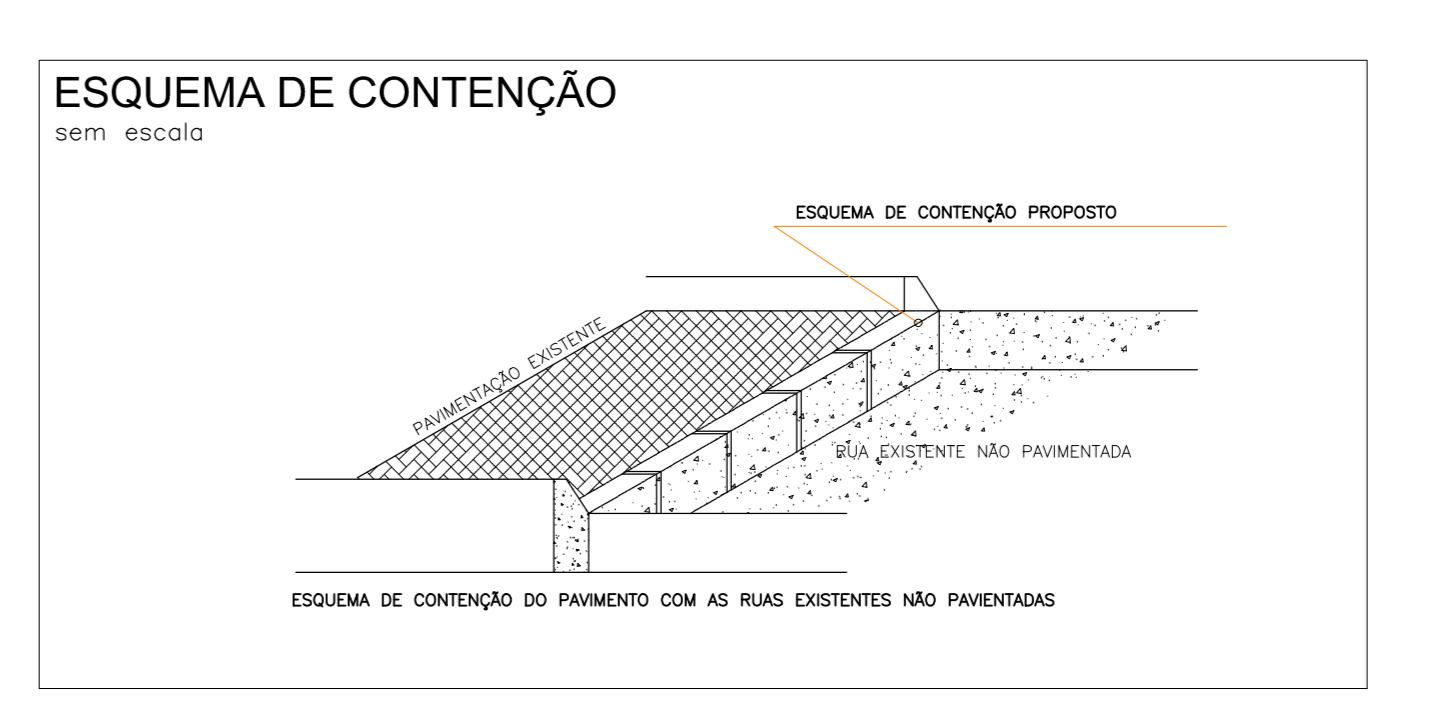 ESQUEMA DE CONTENÇÃO
sem escala
ESQUEMA DE CONTENÇÃO PROPOSTO
PAVIMENTAÇÃO EXISTENTE
RUA EXISTENTE NÃO PAVIMENTADA
ESQUEMA DE CONTENÇÃO DO PAVIMENTO COM AS RUAS EXISTENTES NÃO PAVIENTADAS